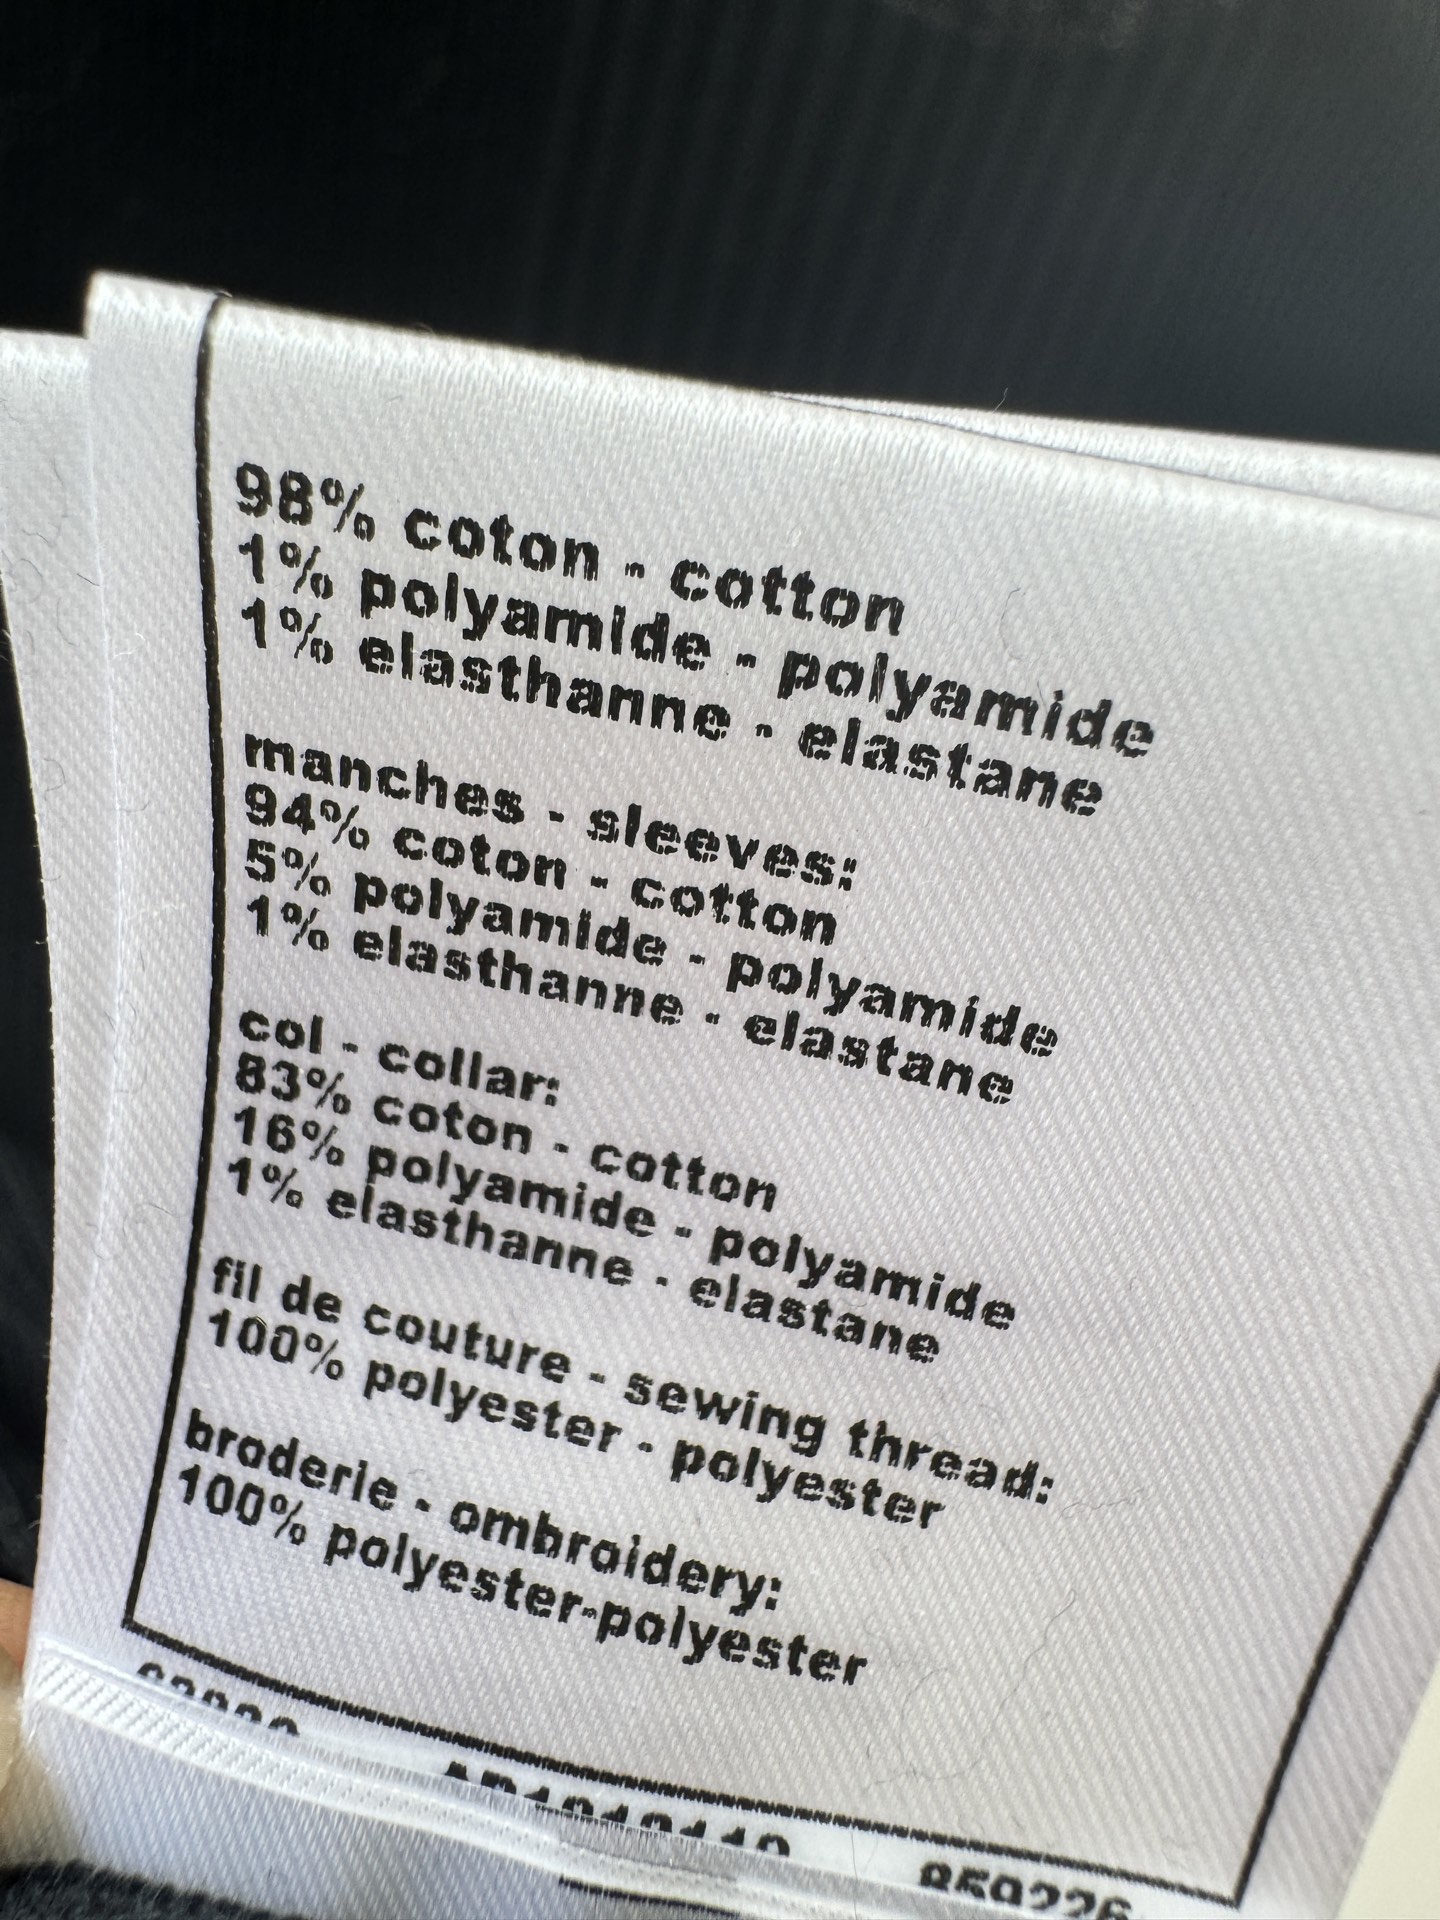 98% coton - cotton
1% polyamide - polyamide
1% elasthanne - elastane
manches - sleeves:
94% coton - cotton
5% polyamide - polyamide
1% elasthanne - elastane
col - collar:
83% coton - cotton
16% polyamide - polyamide
1% elasthanne - elastane
fil de couture - sewing thread:
100% polyester - polyester
broderie - ombroidery:
100% polyester-polyester